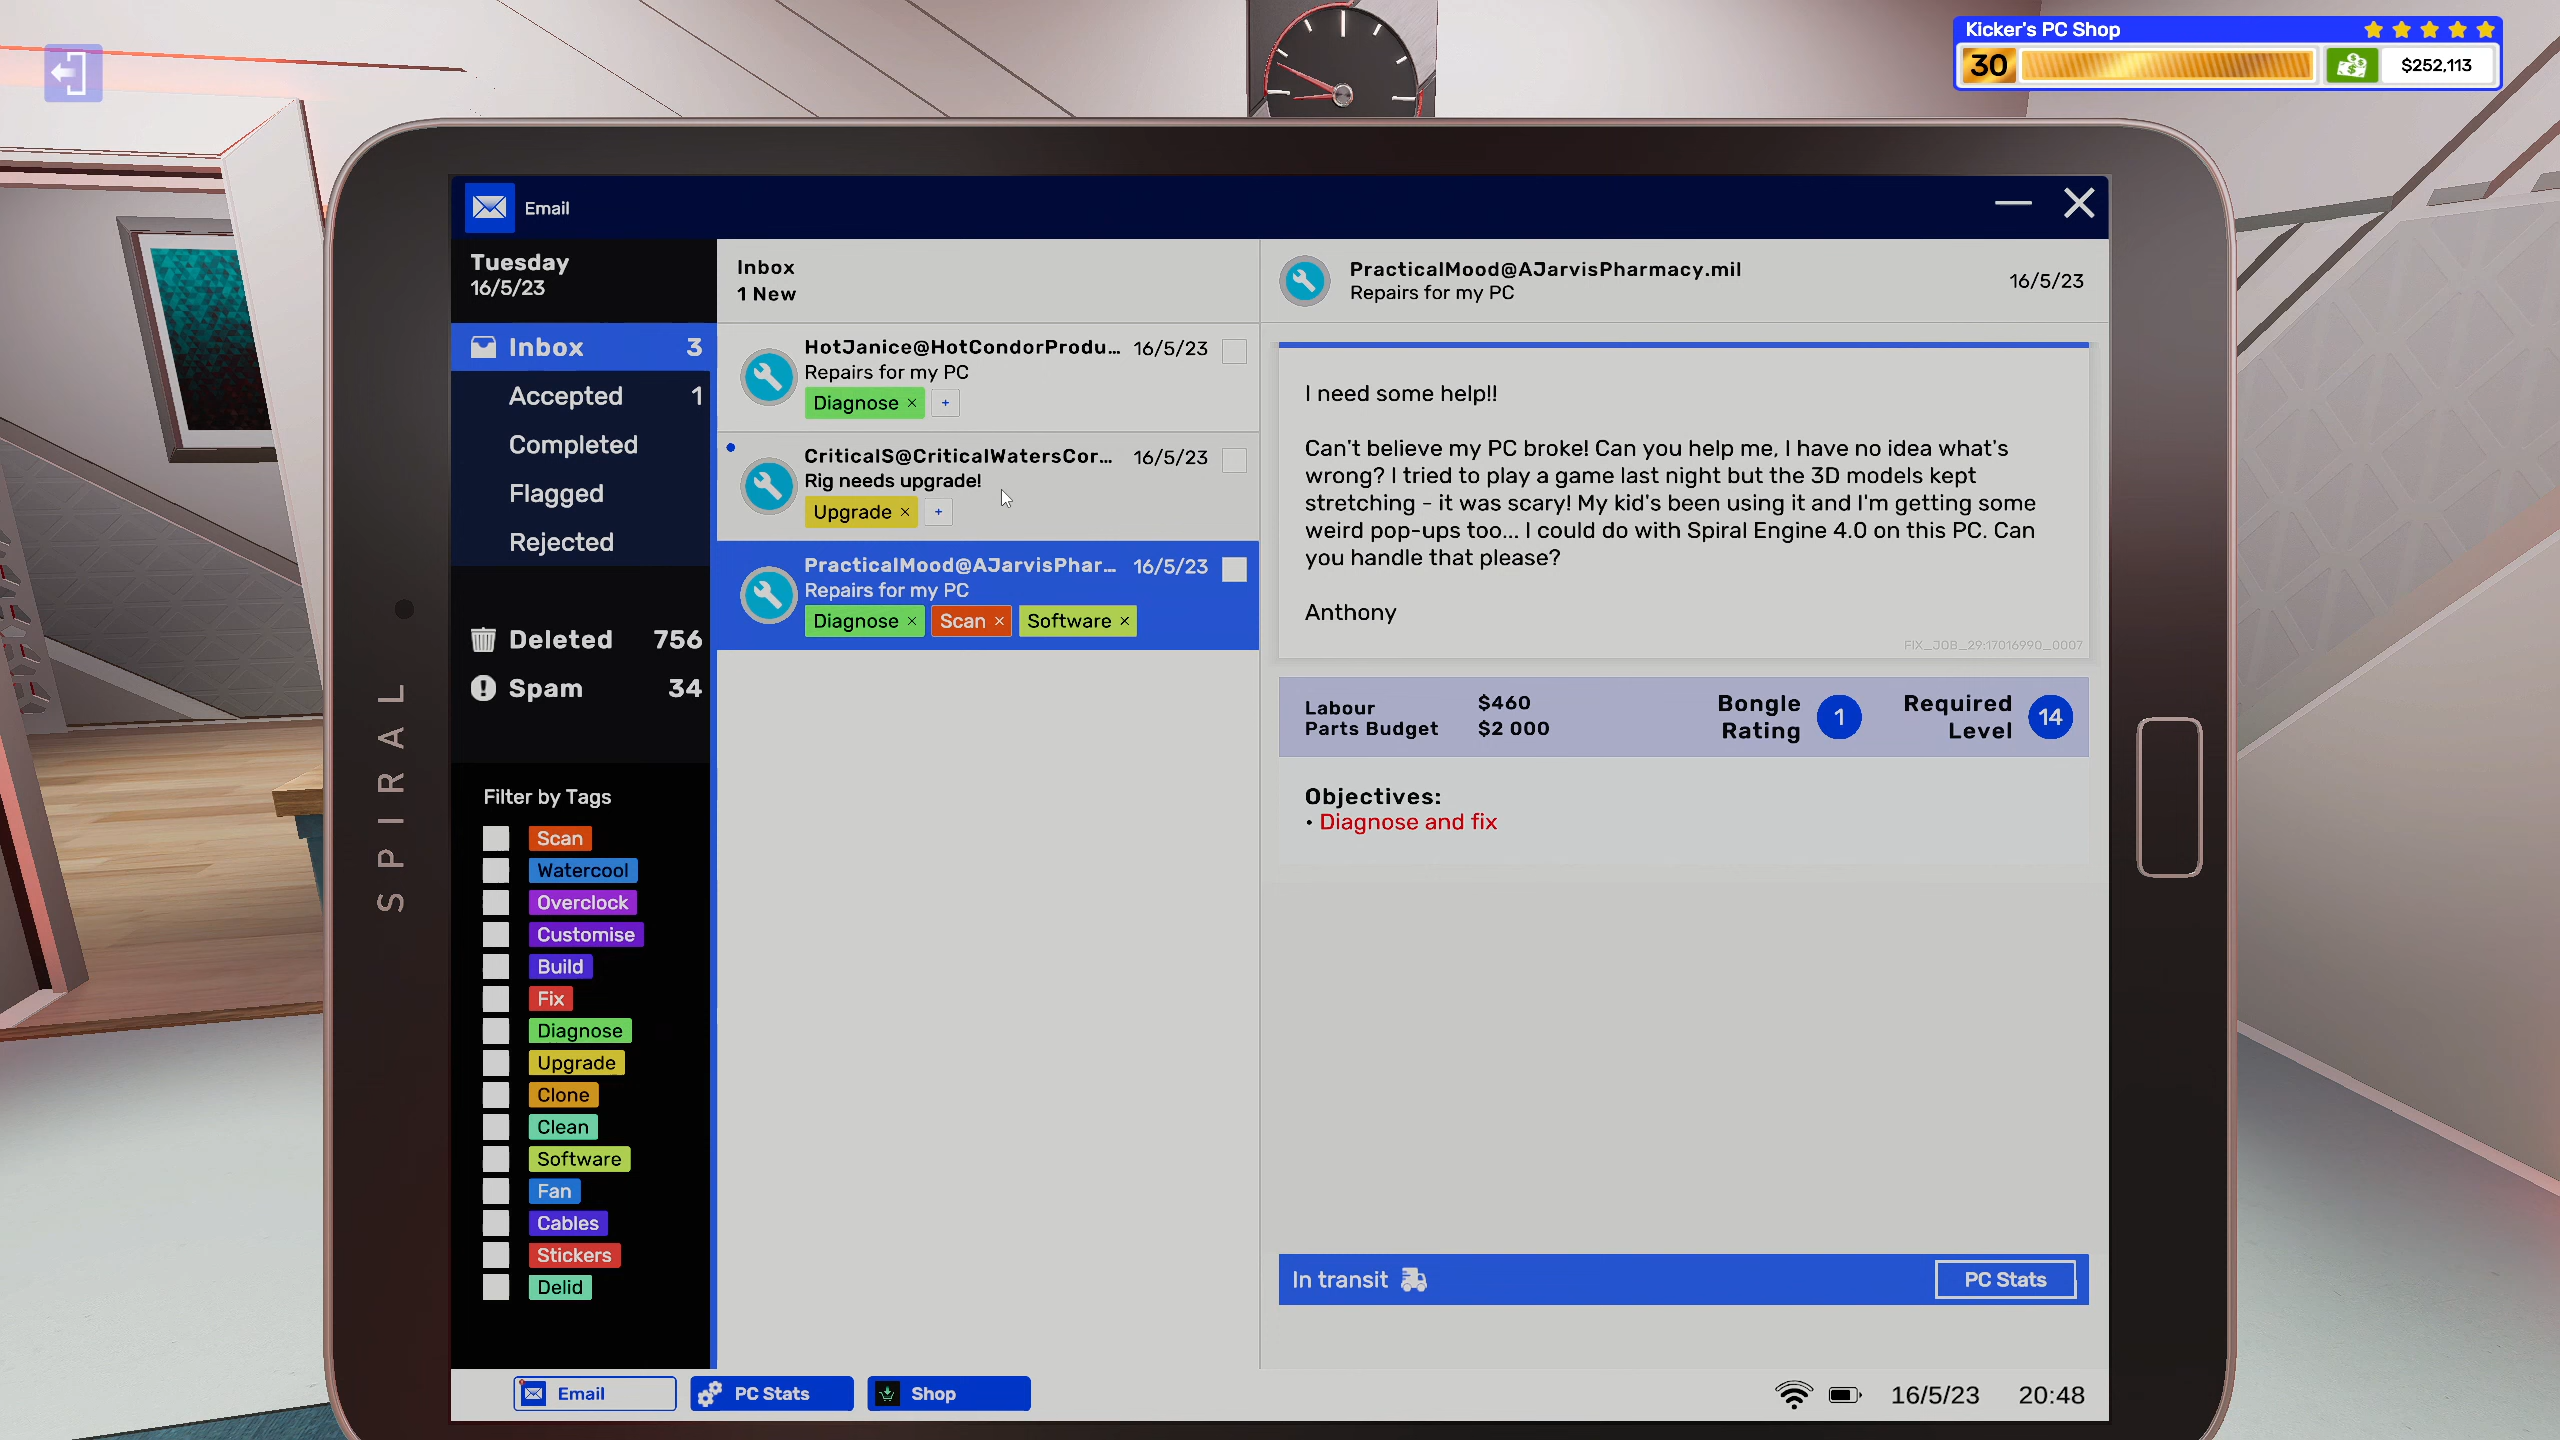 Kicker's PC Shop
30
$252,113
Email
Tuesday
16/5/23
Inbox 3
Accepted 1
Completed
Flagged
Rejected
Deleted 756
Spam 34
Filter by Tags
Scan
Watercool
Overclock
Customise
Build
Fix
Diagnose
Upgrade
Clone
Clean
Software
Fan
Cables
Stickers
Delid
Inbox
1 New
HotJanice@HotCondorProdu... 16/5/23
Repairs for my PC
Diagnose × +
CriticalS@CriticalWatersCor... 16/5/23
Rig needs upgrade!
Upgrade × +
PracticalMood@AJarvisPhar... 16/5/23
Repairs for my PC
Diagnose × Scan × Software ×
PracticalMood@AJarvisPharmacy.mil 16/5/23
Repairs for my PC
I need some help!!
Can't believe my PC broke! Can you help me, I have no idea what's
wrong? I tried to play a game last night but the 3D models kept
stretching - it was scary! My kid's been using it and I'm getting some
weird pop-ups too... I could do with Spiral Engine 4.0 on this PC. Can
you handle that please?
Anthony
FIX_JOB_29:17016990_0007
Labour $460
Parts Budget $2 000
Bongle
Rating 1
Required
Level 14
Objectives:
• Diagnose and fix
In transit PC Stats
Email PC Stats Shop 16/5/23 20:48
SPIRAL